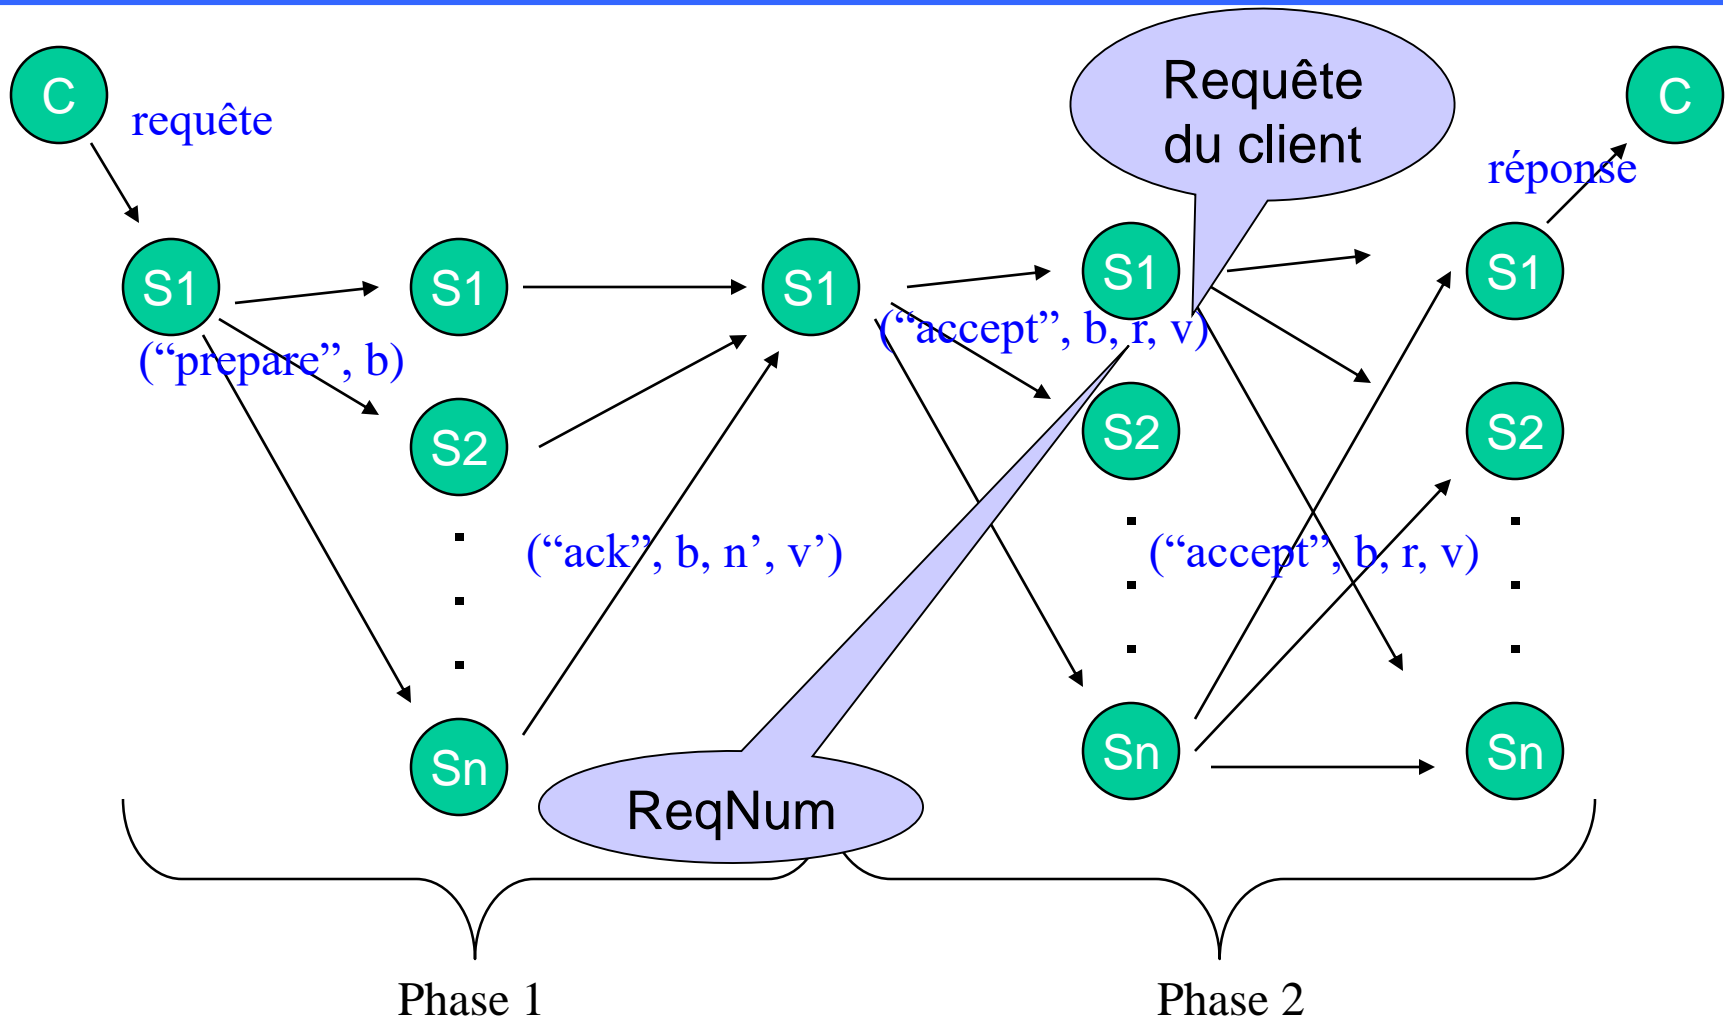 Requête
du client
C
C
requête
réponse
S1
S1
S1
S1
S1
(“prepare”, b)
(“accept”, b, r, v)
S2
S2
S2
(“ack”, b, n’, v’)
(“accept”, b, r, v)
Sn
Sn
Sn
ReqNum
Phase 1
Phase 2